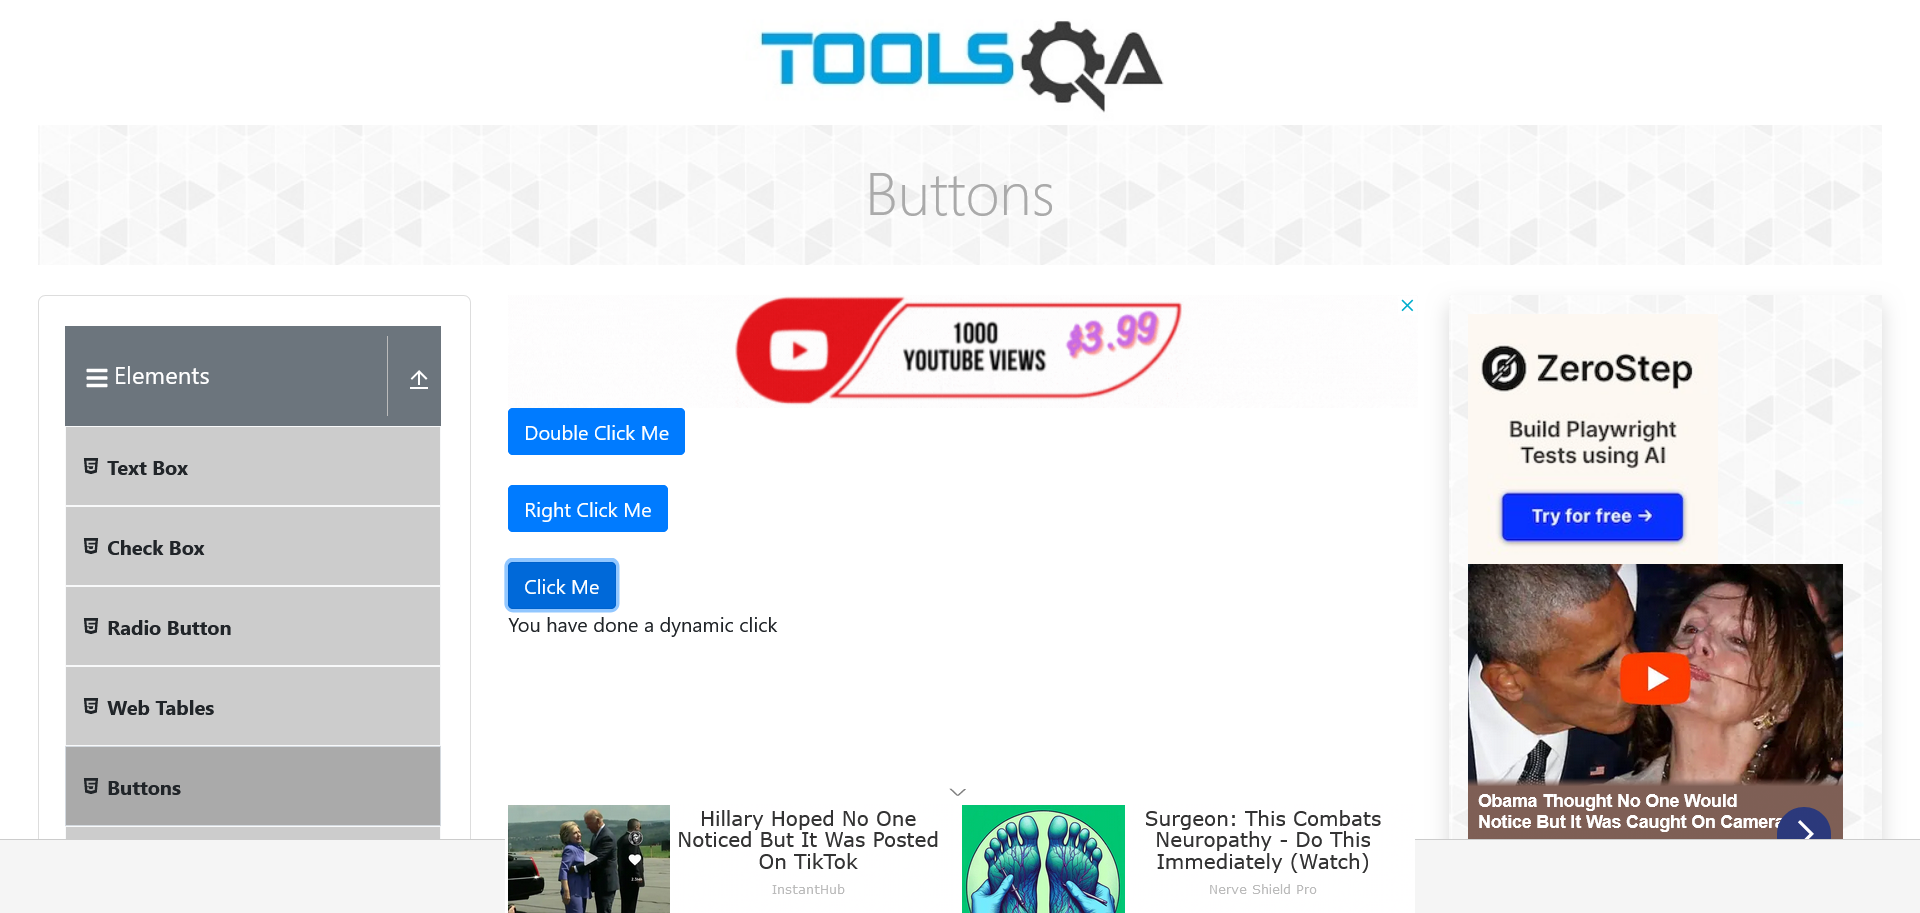 TOOLSQA
Buttons
Elements
Text Box
Check Box
Radio Button
Web Tables
Buttons
1000
YOUTUBE VIEWS
$3.99
Double Click Me
Right Click Me
Click Me
You have done a dynamic click
ZeroStep
Build Playwright
Tests using AI
Try for free →
Obama Thought No One Would
Notice But It Was Caught On Camera
Hillary Hoped No One
Noticed But It Was Posted
On TikTok
InstantHub
Surgeon: This Combats
Neuropathy - Do This
Immediately (Watch)
Nerve Shield Pro